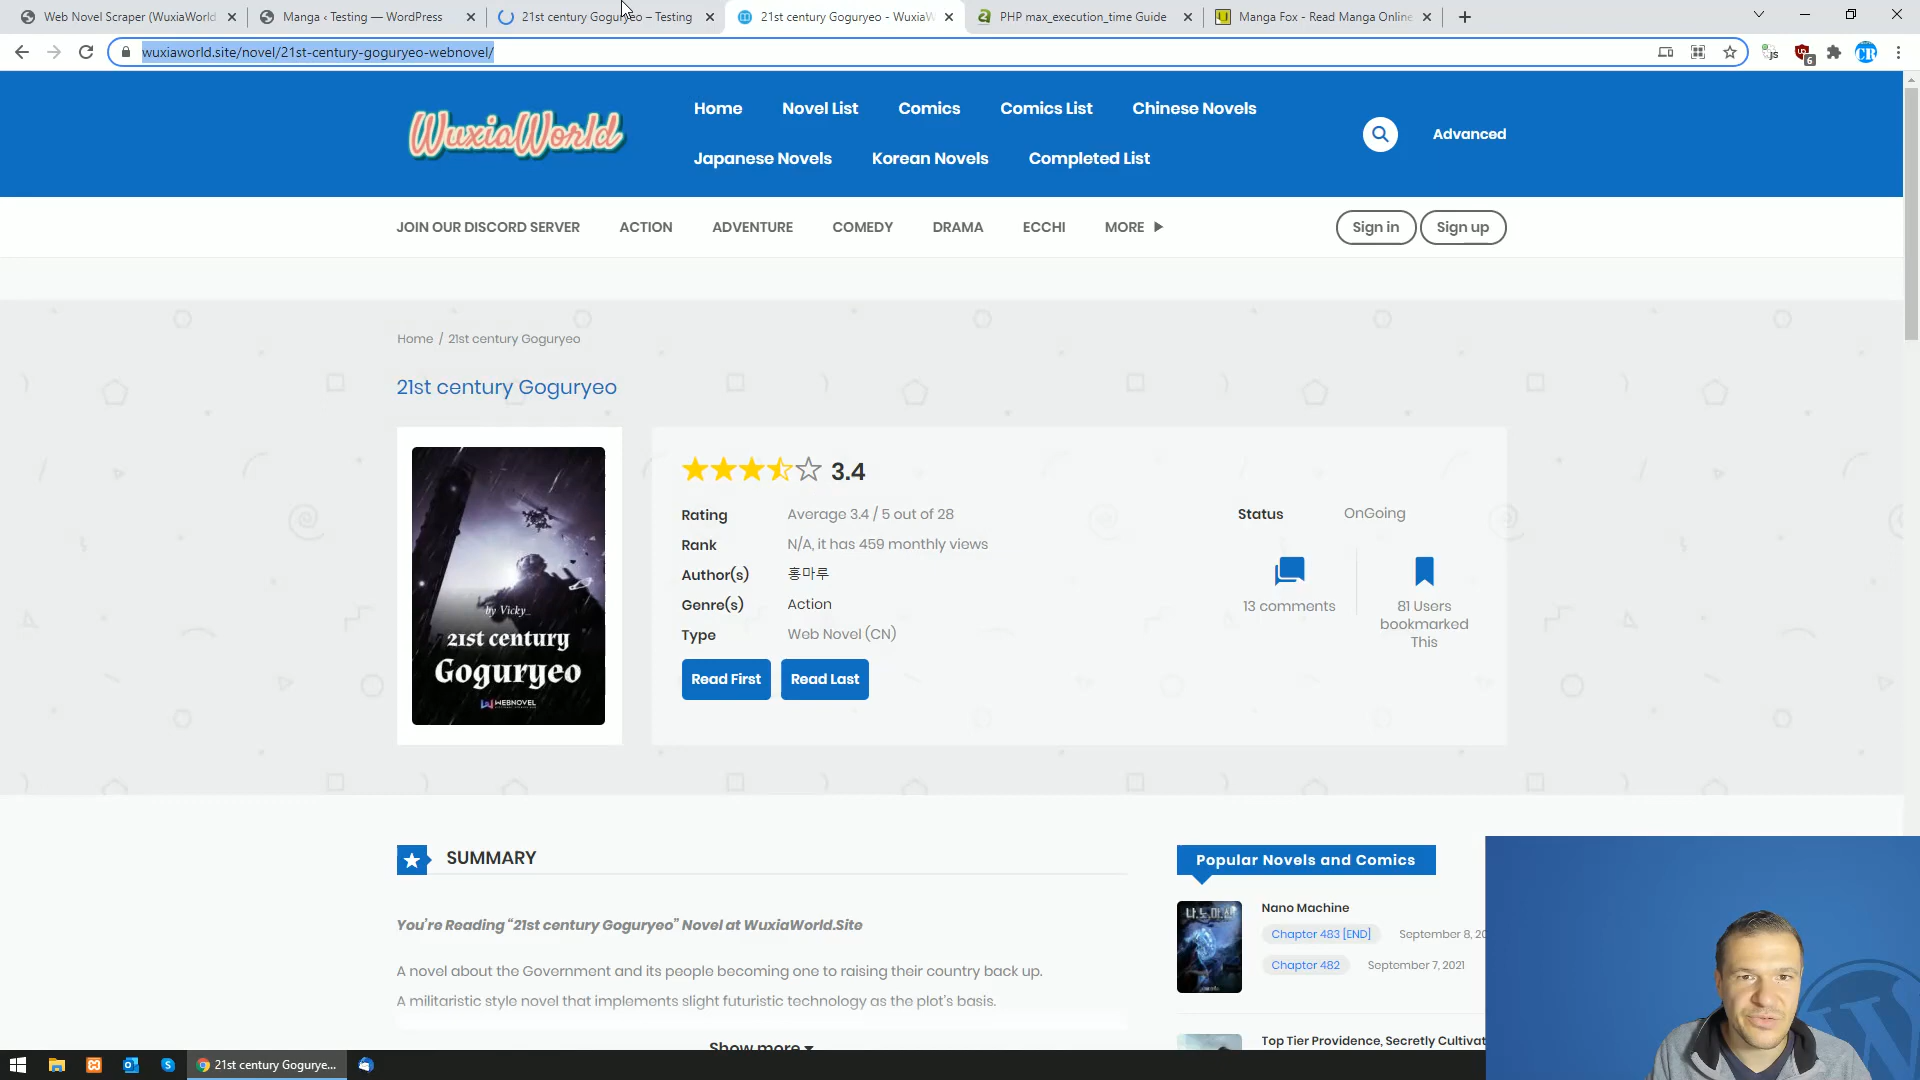 Web Novel Scraper (WuxiaWorld
Manga ‹ Testing — WordPress
21st century Goguryeo – Testing
21st century Goguryeo - WuxiaW
PHP max_execution_time Guide
Manga Fox - Read Manga Online
wuxiaworld.site/novel/21st-century-goguryeo-webnovel/
6
CR
WuxiaWorld
Home
Novel List
Comics
Comics List
Chinese Novels
Japanese Novels
Korean Novels
Completed List
Advanced
JOIN OUR DISCORD SERVER
ACTION
ADVENTURE
COMEDY
DRAMA
ECCHI
MORE
Sign in
Sign up
Home / 21st century Goguryeo
21st century Goguryeo
by Vicky_
21st century
Goguryeo
WEBNOVEL
3.4
Rating Average 3.4 / 5 out of 28
Rank N/A, it has 459 monthly views
Author(s) 홍마루
Genre(s) Action
Type Web Novel (CN)
Read First
Read Last
Status OnGoing
13 comments
81 Users
bookmarked
This
SUMMARY
You're Reading “21st century Goguryeo” Novel at WuxiaWorld.Site
A novel about the Government and its people becoming one to raising their country back up.
A militaristic style novel that implements slight futuristic technology as the plot's basis.
Show more
Popular Novels and Comics
나노마신
Nano Machine
Chapter 483 [END] September 8, 20
Chapter 482 September 7, 2021
Top Tier Providence, Secretly Cultivat
21st century Gogurye...